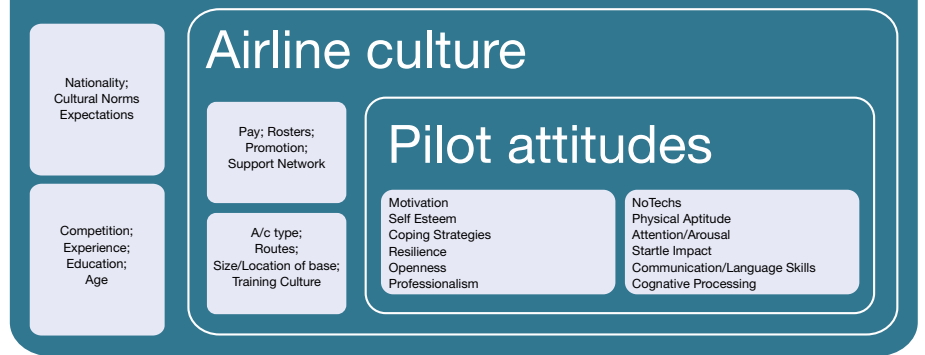 Nationality;
Cultural Norms
Expectations
Competition;
Experience;
Education;
Age
Airline culture
Pay; Rosters;
Promotion;
Support Network
A/c type;
Routes;
Size/Location of base;
Training Culture
Pilot attitudes
Motivation
Self Esteem
Coping Strategies
Resilience
Openness
Professionalism
NoTechs
Physical Aptitude
Attention/Arousal
Startle Impact
Communication/Language Skills
Cognative Processing